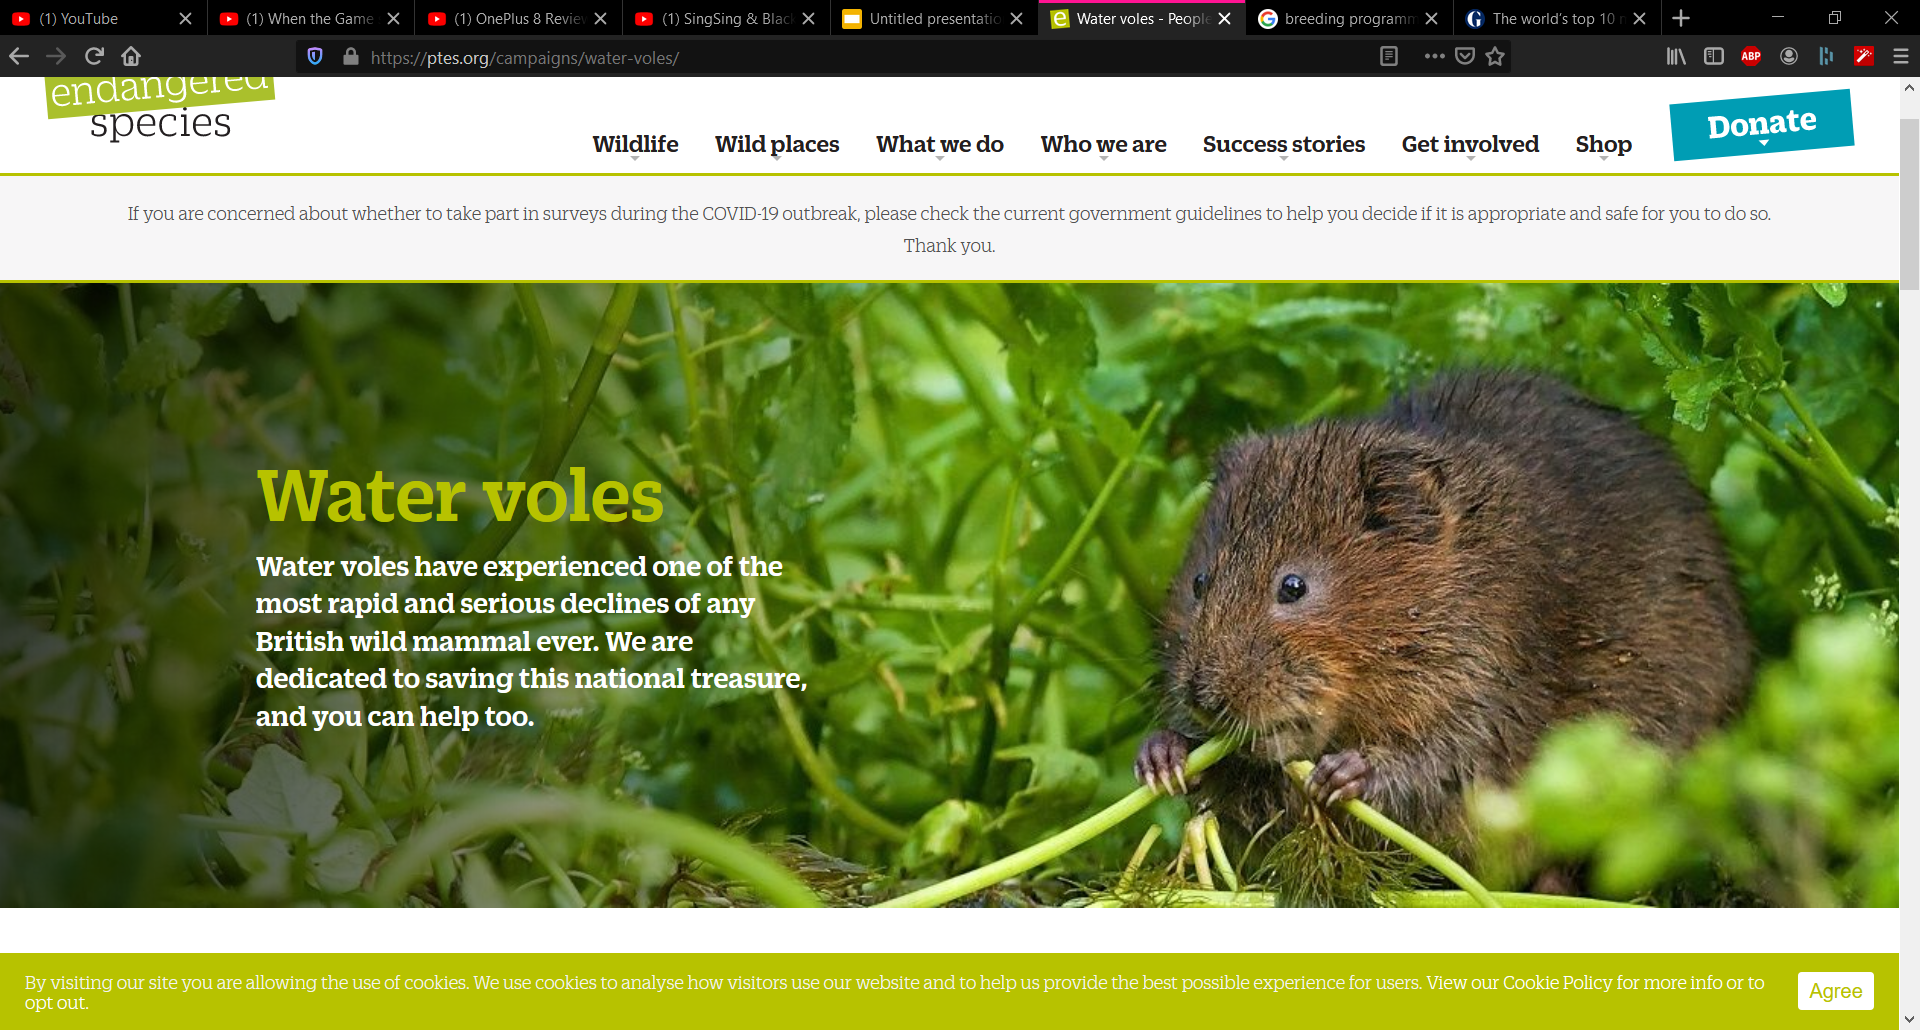 (1) YouTube
(1) When the Game
(1) OnePlus 8 Review
(1) SingSing & Blac
Untitled presentatio
Water voles - People
breeding programm
The world's top 10
https://ptes.org/campaigns/water-voles/
ABP
endangered
species
Wildlife
Wild places
What we do
Who we are
Success stories
Get involved
Shop
Donate
If you are concerned about whether to take part in surveys during the COVID-19 outbreak, please check the current government guidelines to help you decide if it is appropriate and safe for you to do so.
Thank you.
Water voles
Water voles have experienced one of the
most rapid and serious declines of any
British wild mammal ever. We are
dedicated to saving this national treasure,
and you can help too.
By visiting our site you are allowing the use of cookies. We use cookies to analyse how visitors use our website and to help us provide the best possible experience for users. View our Cookie Policy for more info or to
opt out.
Agree